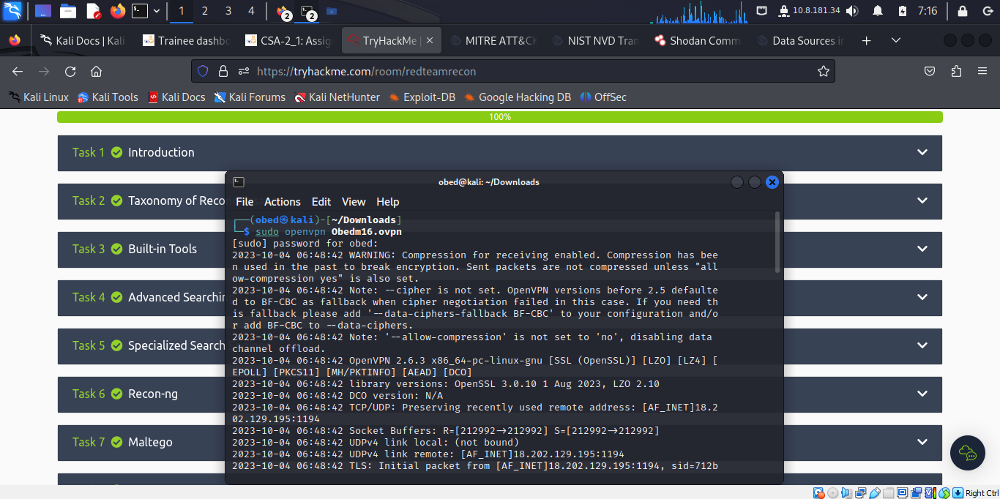 1 2 3 4 2 2 10.8.181.34 7:16
Kali Docs | Kali Trainee dashbo CSA-2_1: Assig TryHackMe | MITRE ATT&CK NIST NVD Tran Shodan Comm Data Sources in
https://tryhackme.com/room/redteamrecon
Kali Linux Kali Tools Kali Docs Kali Forums Kali NetHunter Exploit-DB Google Hacking DB OffSec
100%
Task 1 Introduction
Task 2 Taxonomy of Reco
Task 3 Built-in Tools
Task 4 Advanced Searchin
Task 5 Specialized Search
Task 6 Recon-ng
Task 7 Maltego
obed@kali: ~/Downloads
File Actions Edit View Help
┌──(obed㉿kali)-[~/Downloads]
└─$ sudo openvpn Obedm16.ovpn
[sudo] password for obed:
2023-10-04 06:48:42 WARNING: Compression for receiving enabled. Compression has bee
n used in the past to break encryption. Sent packets are not compressed unless "all
ow-compression yes" is also set.
2023-10-04 06:48:42 Note: --cipher is not set. OpenVPN versions before 2.5 defaulte
d to BF-CBC as fallback when cipher negotiation failed in this case. If you need th
is fallback please add '--data-ciphers-fallback BF-CBC' to your configuration and/o
r add BF-CBC to --data-ciphers.
2023-10-04 06:48:42 Note: '--allow-compression' is not set to 'no', disabling data
channel offload.
2023-10-04 06:48:42 OpenVPN 2.6.3 x86_64-pc-linux-gnu [SSL (OpenSSL)] [LZO] [LZ4] [
EPOLL] [PKCS11] [MH/PKTINFO] [AEAD] [DCO]
2023-10-04 06:48:42 library versions: OpenSSL 3.0.10 1 Aug 2023, LZO 2.10
2023-10-04 06:48:42 DCO version: N/A
2023-10-04 06:48:42 TCP/UDP: Preserving recently used remote address: [AF_INET]18.2
02.129.195:1194
2023-10-04 06:48:42 Socket Buffers: R=[212992->212992] S=[212992->212992]
2023-10-04 06:48:42 UDPv4 link local: (not bound)
2023-10-04 06:48:42 UDPv4 link remote: [AF_INET]18.202.129.195:1194
2023-10-04 06:48:42 TLS: Initial packet from [AF_INET]18.202.129.195:1194, sid=712b
Right Ctrl